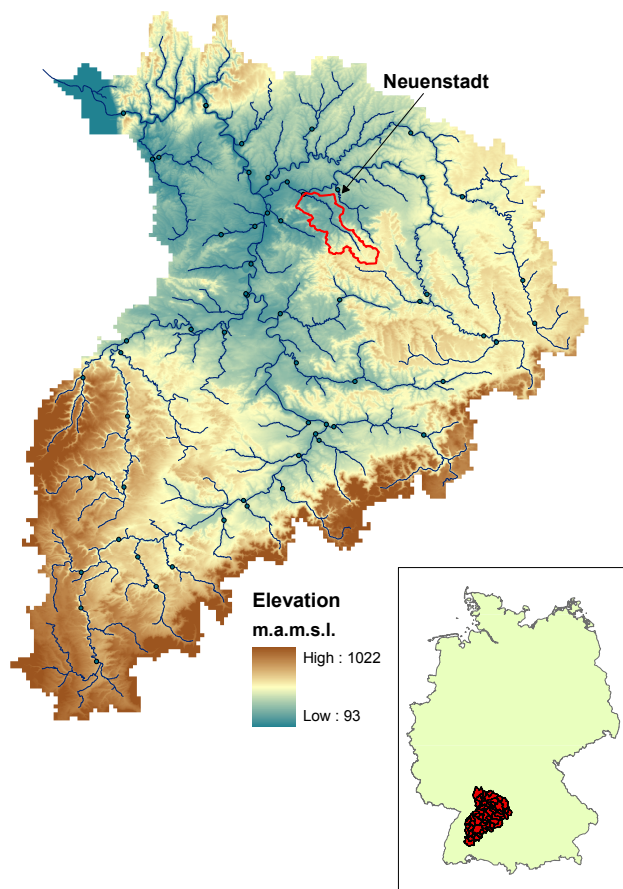 Neuenstadt
Elevation
m.a.m.s.l.
High : 1022
Low : 93